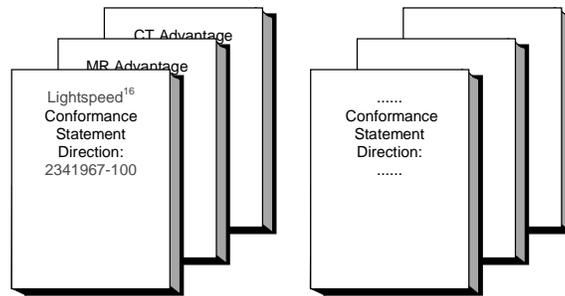 CT Advantage
MR Advantage
Lightspeed16
Conformance
Statement
Direction:
2341967-100
......
Conformance
Statement
Direction:
......